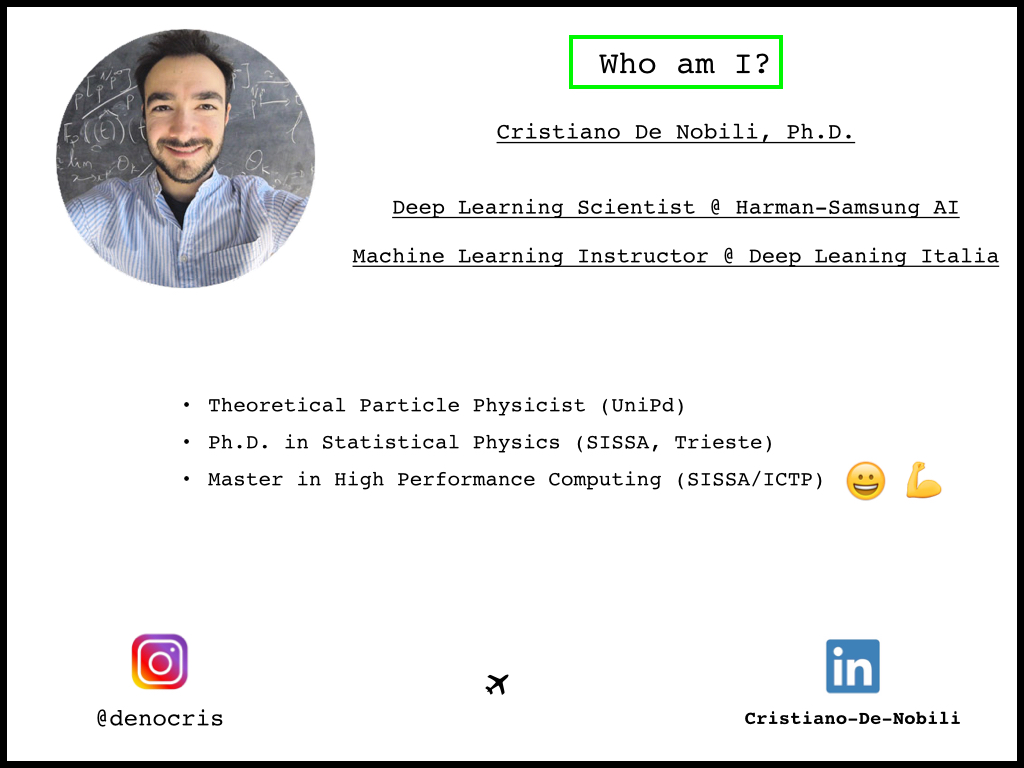 Who am I?
Cristiano De Nobili, Ph.D.
Deep Learning Scientist @ Harman-Samsung AI
Machine Learning Instructor @ Deep Leaning Italia
• Theoretical Particle Physicist (UniPd)
• Ph.D. in Statistical Physics (SISSA, Trieste)
• Master in High Performance Computing (SISSA/ICTP) 😀 💪
in
@denocris
Cristiano-De-Nobili